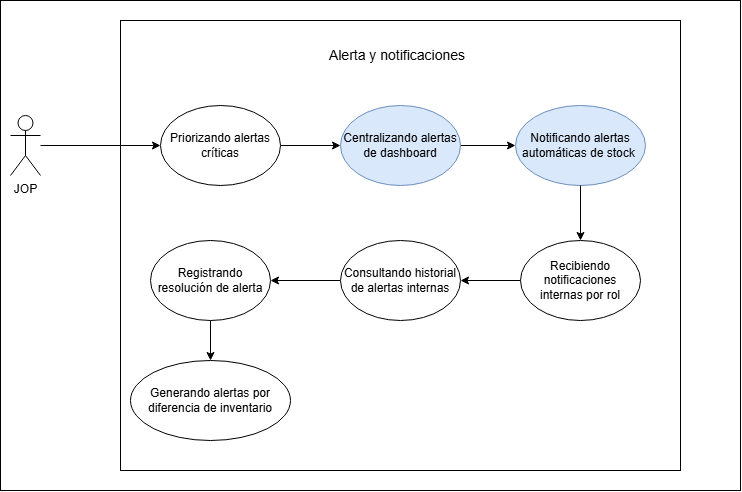 Alerta y notificaciones
JOP
Priorizando alertas
críticas
Centralizando alertas
de dashboard
Notificando alertas
automáticas de stock
Recibiendo
notificaciones
internas por rol
Consultando historial
de alertas internas
Registrando
resolución de alerta
Generando alertas por
diferencia de inventario